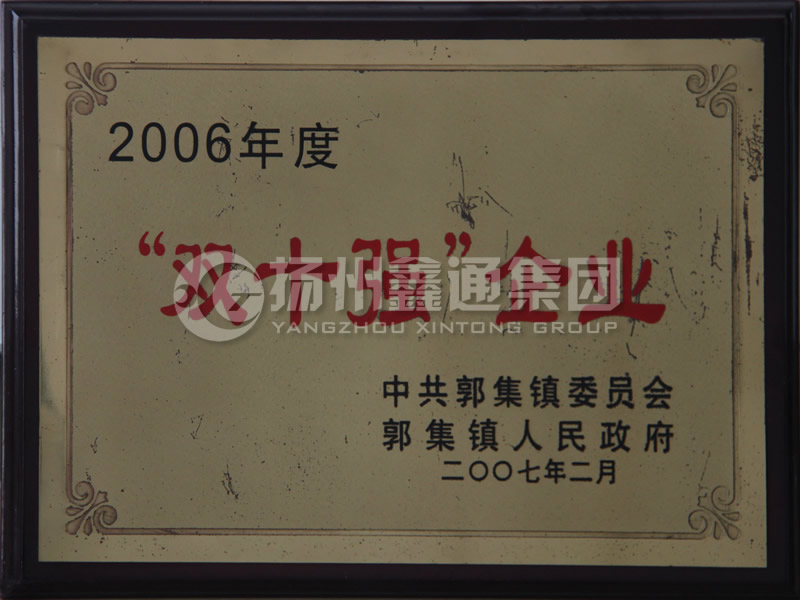 2006年度
“双十强”企业
扬州鑫通集团
YANGZHOU XINTONG GROUP
中共郭集镇委员会
郭集镇人民政府
二〇〇七年二月